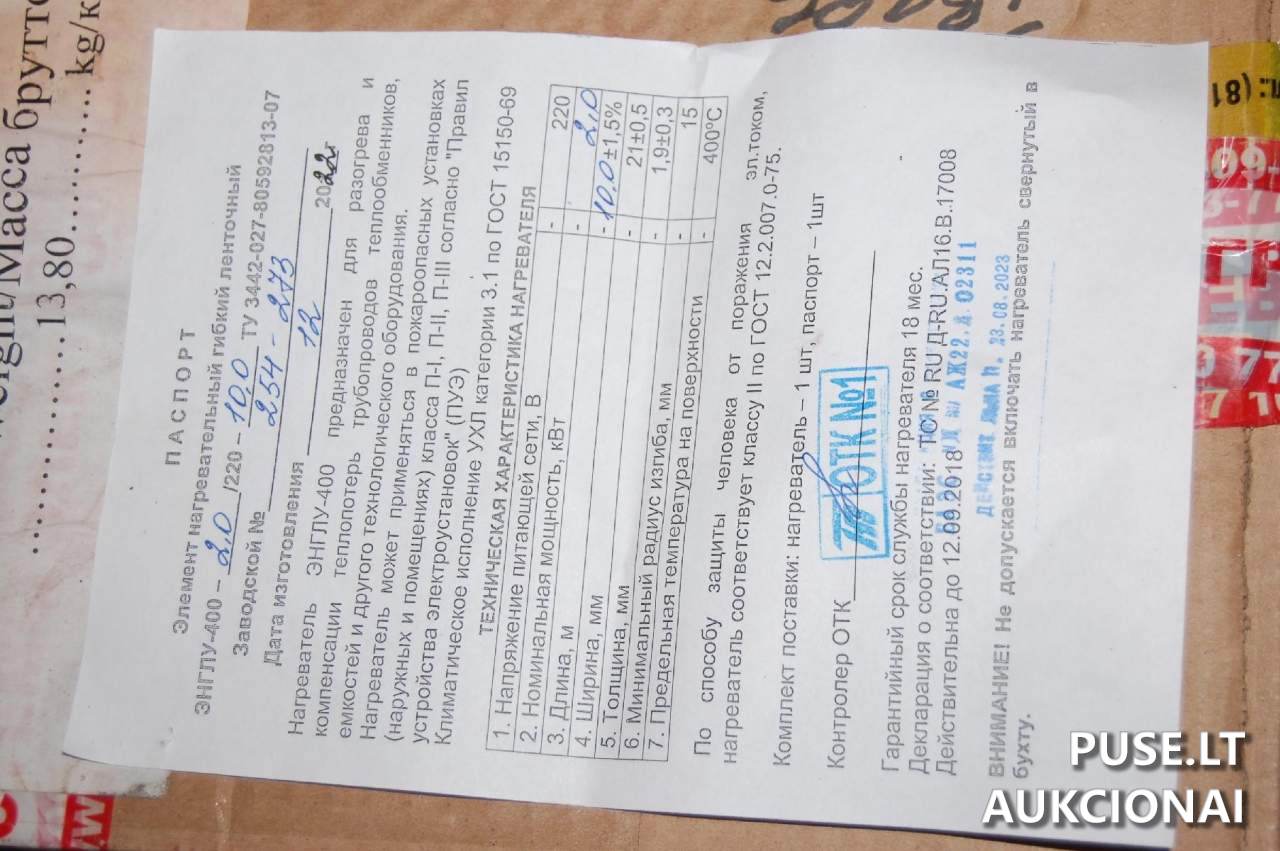 Масса брутто
13,80 kg/к
ПАСПОРТ
Элемент нагревательный гибкий ленточный
ЭНГЛУ-400 – 2,0 /220 – 10,0 ТУ 3442-027-80592813-07
Заводской № 254 - 273
Дата изготовления 12 2022г
Нагреватель ЭНГЛУ-400 предназначен для разогрева и
компенсации теплопотерь трубопроводов теплообменников,
емкостей и другого технологического оборудования.
Нагреватель может применяться в пожароопасных установках
(наружных и помещениях) класса П-I, П-II, П-III согласно "Правил
устройства электроустановок" (ПУЭ)
Климатическое исполнение УХЛ категории 3.1 по ГОСТ 15150-69
ТЕХНИЧЕСКАЯ ХАРАКТЕРИСТИКА НАГРЕВАТЕЛЯ
1. Напряжение питающей сети, В - 220
2. Номинальная мощность, кВт - 2,0
3. Длина, м - 10,0 ±1,5%
4. Ширина, мм - 21±0,5
5. Толщина, мм - 1,9±0,3
6. Минимальный радиус изгиба, мм - 15
7. Предельная температура на поверхности - 400°С
По способу защиты человека от поражения эл.током,
нагреватель соответствует классу II по ГОСТ 12.2.007.0-75.
Комплект поставки: нагреватель – 1 шт, паспорт – 1шт
Контролер ОТК
ОТК №1
Гарантийный срок службы нагревателя 18 мес.
Декларация о соответствии: ТС № RU Д-RU.АЛ16.В.17008
Действительна до 12.09.2018
АЖ22.Д.02311
23.08.2023
ВНИМАНИЕ! Не допускается включать нагреватель свернутый в
бухту.
PUSE.LT
AUKCIONAI